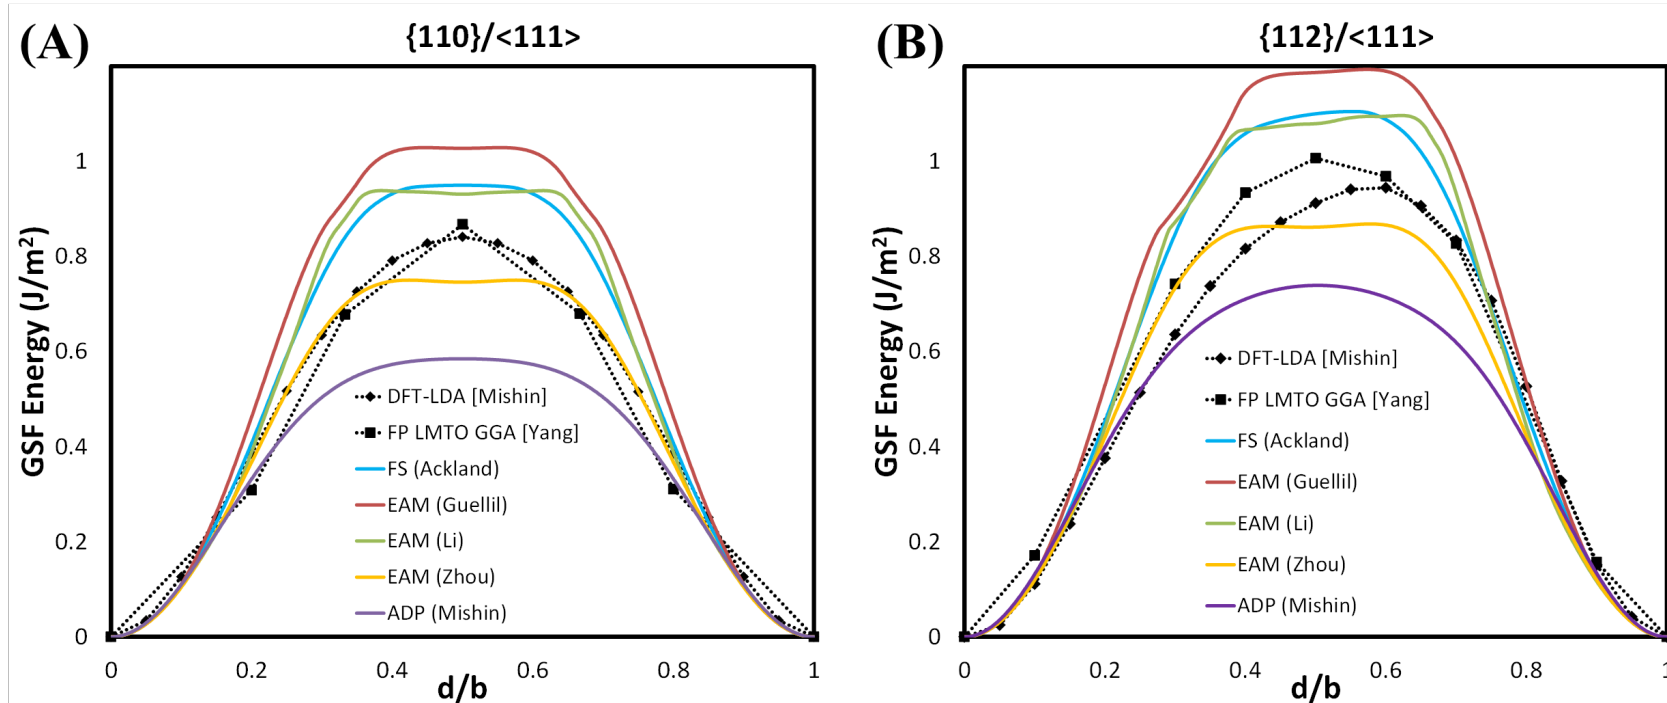 (A)
{110}/<111>
GSF Energy (J/m²)
1
0.8
0.6
0.4
0.2
0
DFT-LDA [Mishin]
FP LMTO GGA [Yang]
FS (Ackland)
EAM (Guellil)
EAM (Li)
EAM (Zhou)
ADP (Mishin)
0
0.2
0.4
0.6
0.8
1
d/b
(B)
{112}/<111>
GSF Energy (J/m²)
1
0.8
0.6
0.4
0.2
0
DFT-LDA [Mishin]
FP LMTO GGA [Yang]
FS (Ackland)
EAM (Guellil)
EAM (Li)
EAM (Zhou)
ADP (Mishin)
0
0.2
0.4
0.6
0.8
1
d/b